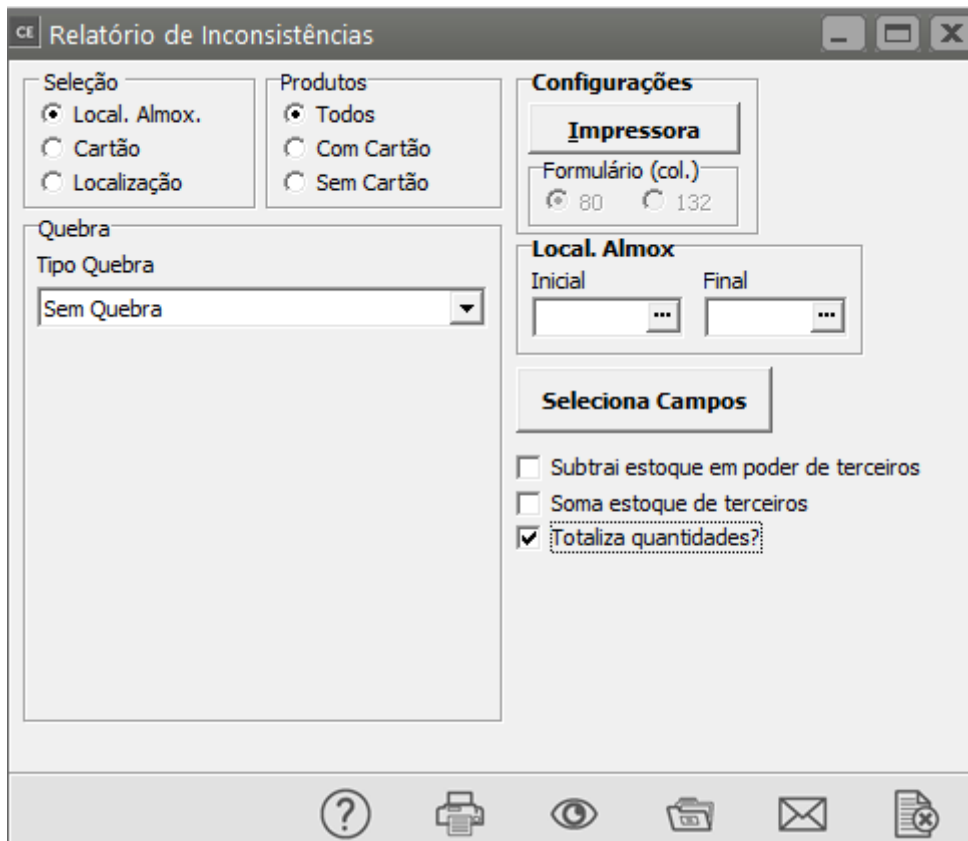 CE Relatório de Inconsistências
Seleção
Local. Almox.
Cartão
Localização
Produtos
Todos
Com Cartão
Sem Cartão
Configurações
Impressora
Formulário (col.)
80 132
Quebra
Tipo Quebra
Sem Quebra
Local. Almox
Inicial Final
... ...
Seleciona Campos
Subtrai estoque em poder de terceiros
Soma estoque de terceiros
Totaliza quantidades?